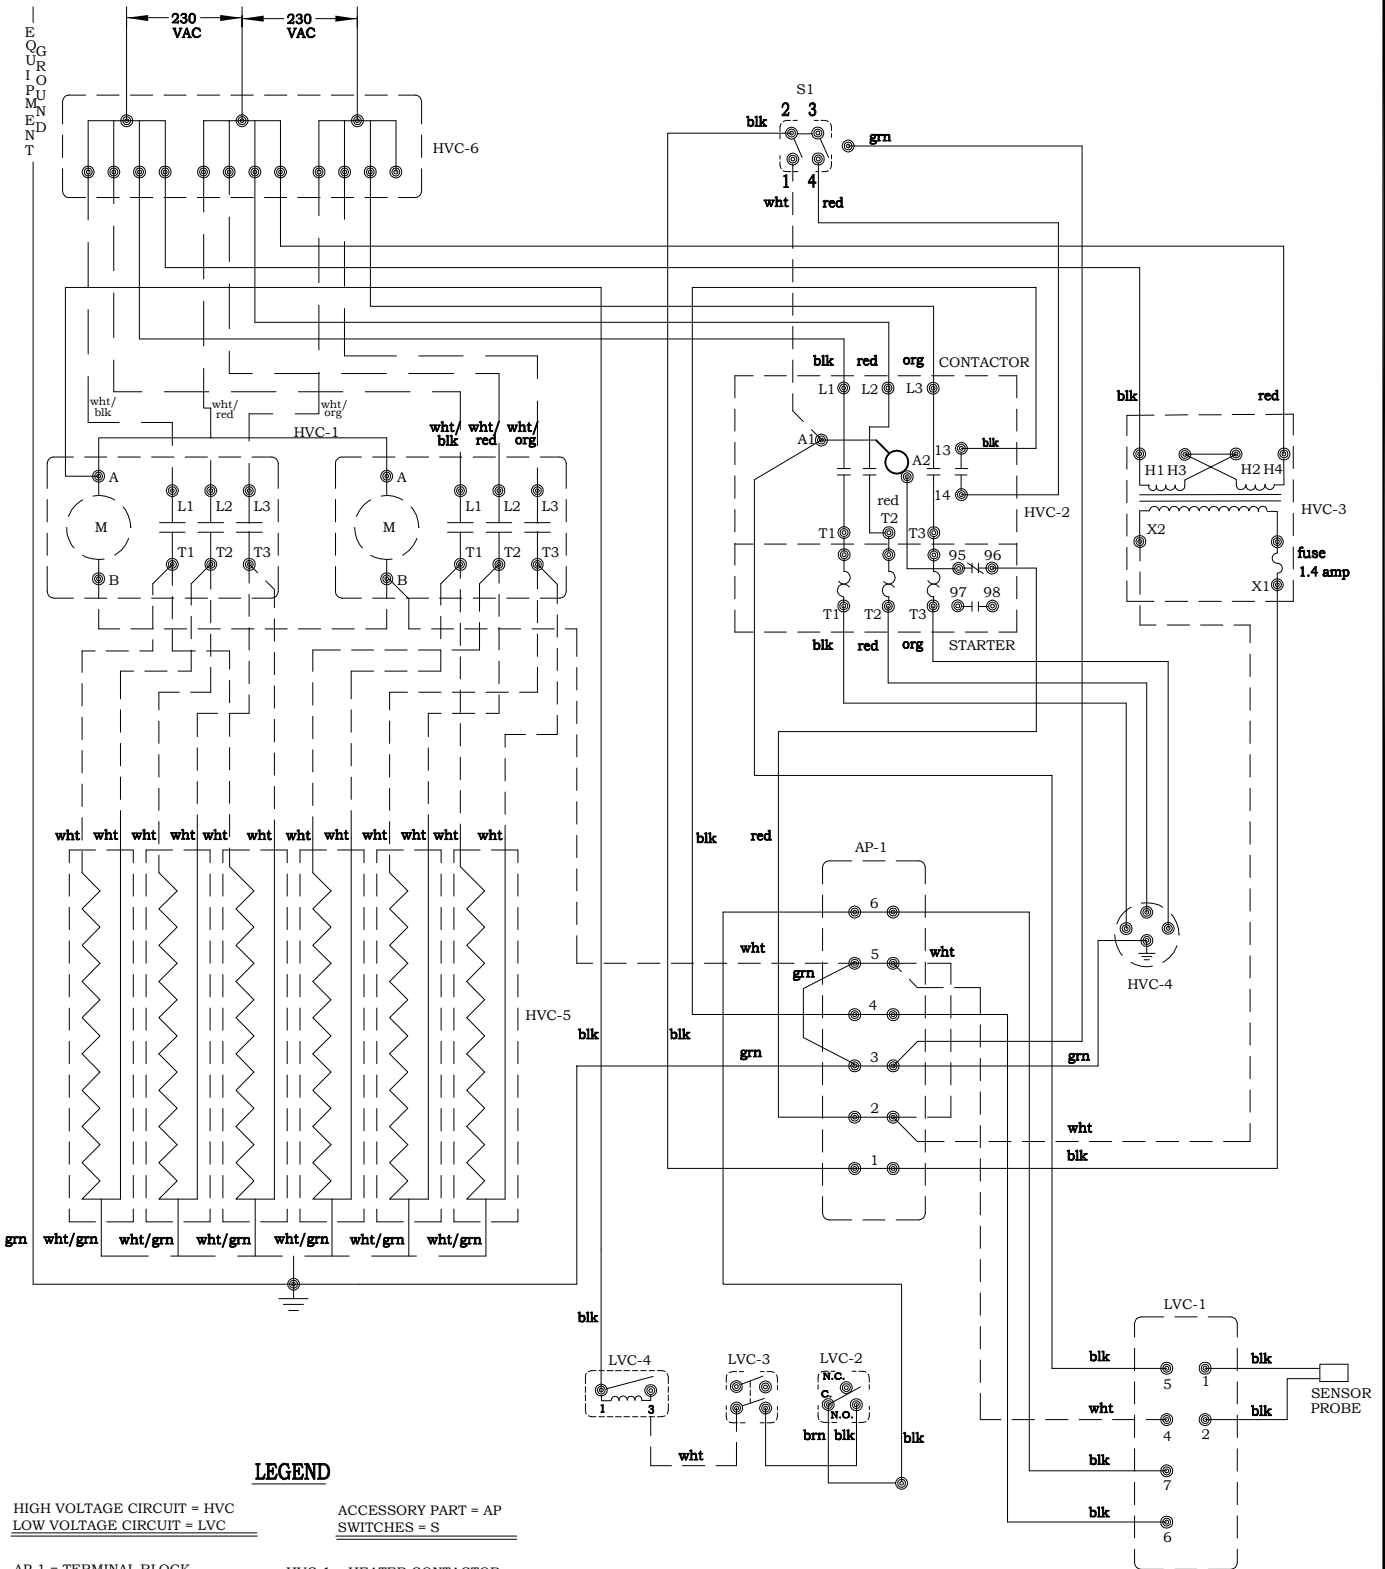 EQUIPMENT
GROUND
230
VAC
230
VAC
HVC-6
S1
2 3
blk
grn
1 4
wht
red
blk red org CONTACTOR
L1 L2 L3
wht/
blk
wht/
red
wht/
org
HVC-1
wht/
blk
wht/
red
wht/
org
blk
red
A
L1 L2 L3
M
T1 T2 T3
B
A
L1 L2 L3
M
T1 T2 T3
B
A1
A2
13
blk
14
red
HVC-2
T1 T2 T3
95 96
97 98
T1 T2 T3
blk red org STARTER
H1 H3 H2 H4
HVC-3
X2
fuse
1.4 amp
X1
wht wht wht wht wht wht wht wht wht wht wht wht
blk
red
AP-1
6
wht
5
wht
grn
4
HVC-4
HVC-5
blk
blk
grn
3
grn
2
wht
1
blk
grn
wht/grn wht/grn wht/grn wht/grn wht/grn wht/grn
blk
LVC-4
1 3
LVC-3
LVC-2
N.C.
C.
N.O.
brn blk
blk
wht
LVC-1
blk
5
1
blk
SENSOR
PROBE
wht
4
2
blk
blk
7
blk
6
LEGEND
HIGH VOLTAGE CIRCUIT = HVC
LOW VOLTAGE CIRCUIT = LVC
ACCESSORY PART = AP
SWITCHES = S